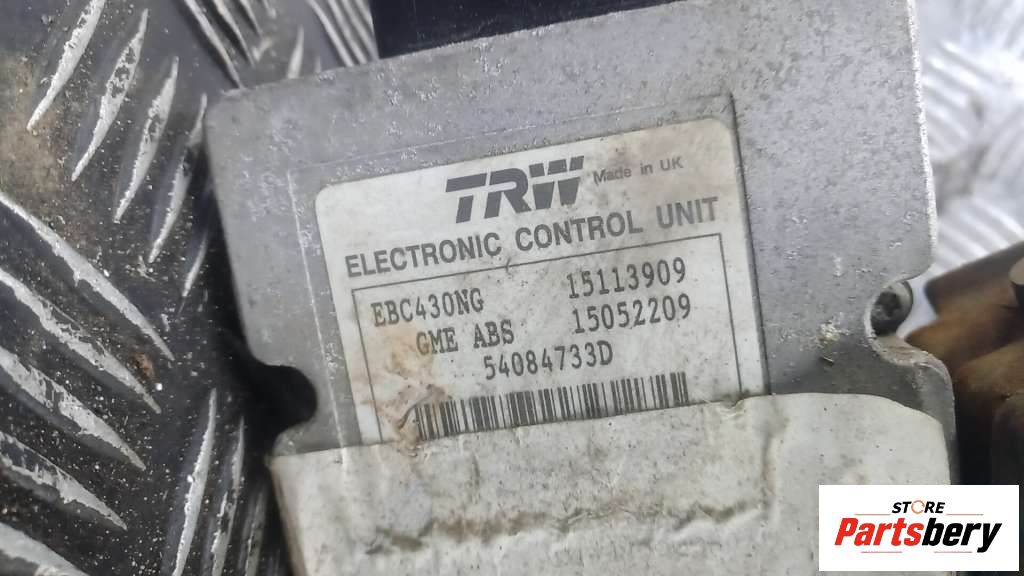 TRW Made in UK
ELECTRONIC CONTROL UNIT
EBC430NG 15113909
GME ABS 15052209
54084733D
STORE
Partsbery